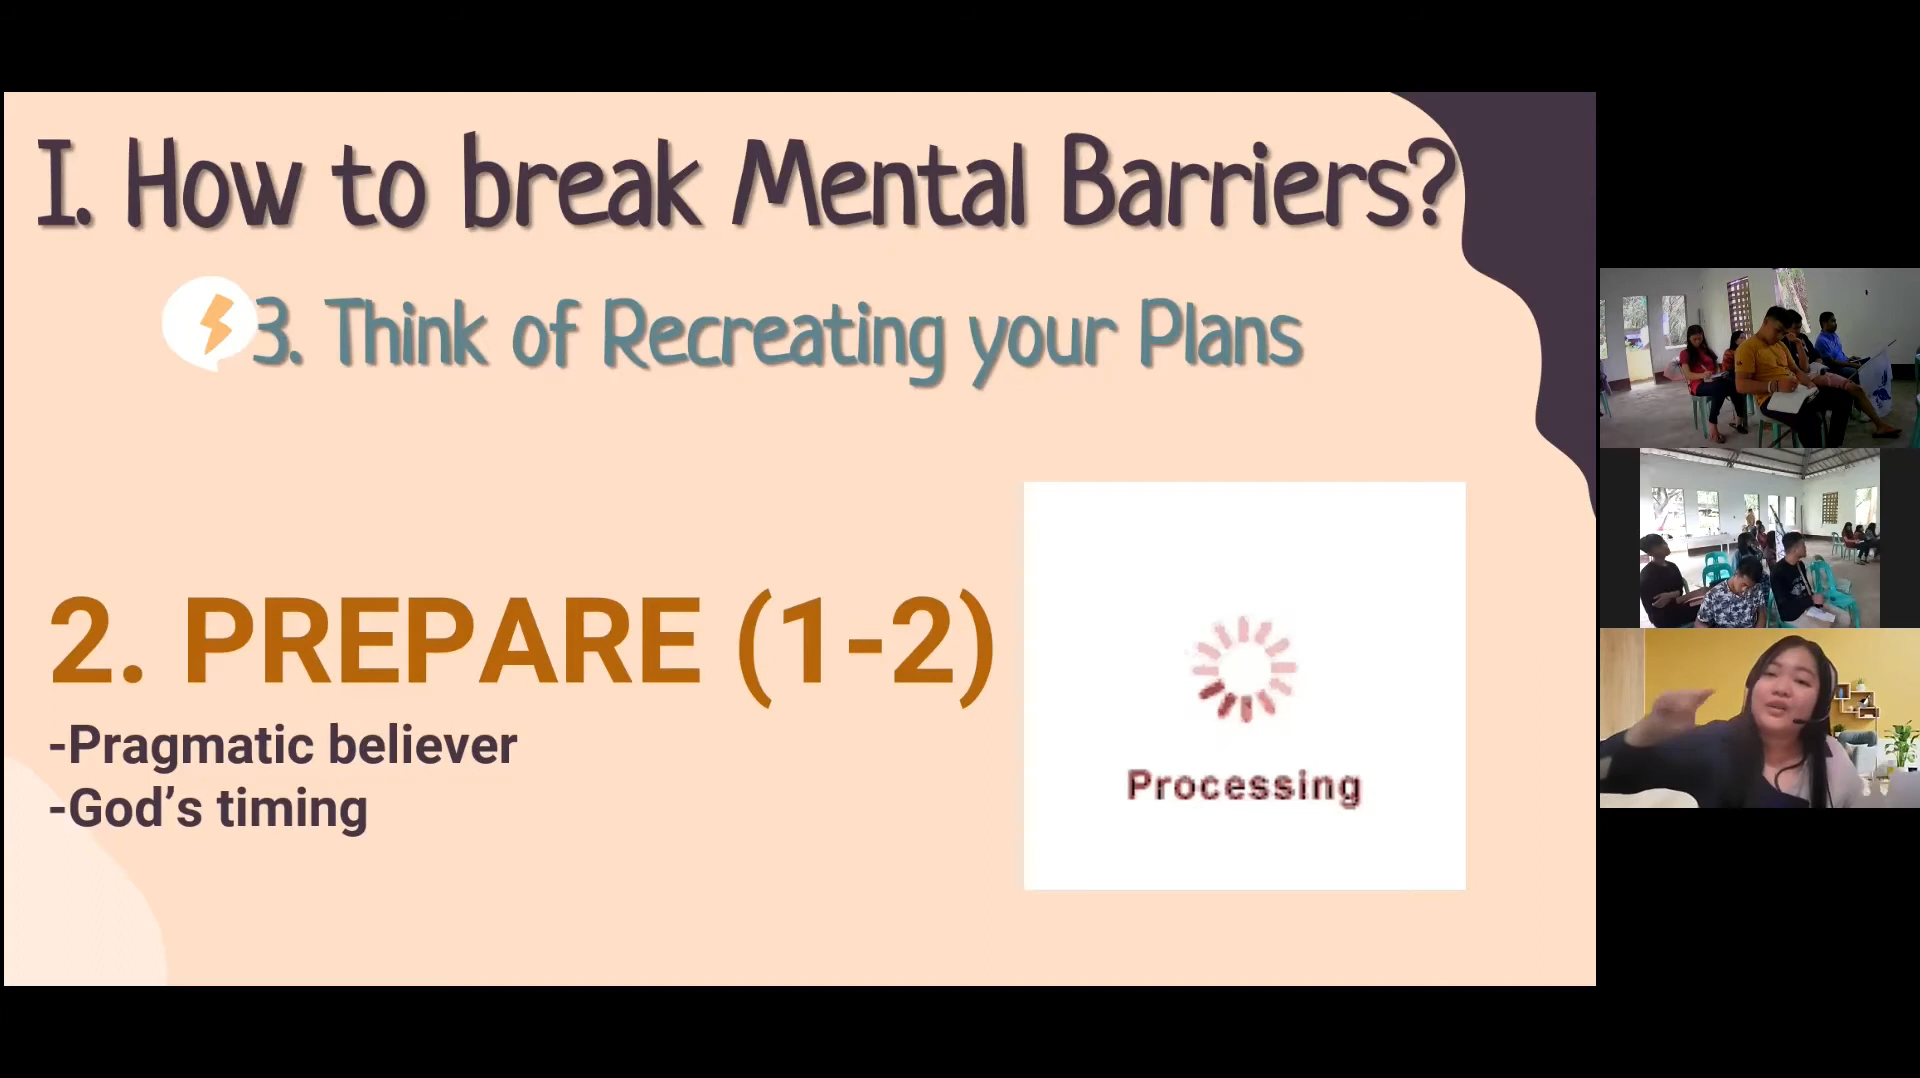 I. How to break Mental Barriers?
3. Think of Recreating your Plans
2. PREPARE (1-2)
-Pragmatic believer
-God’s timing
Processing